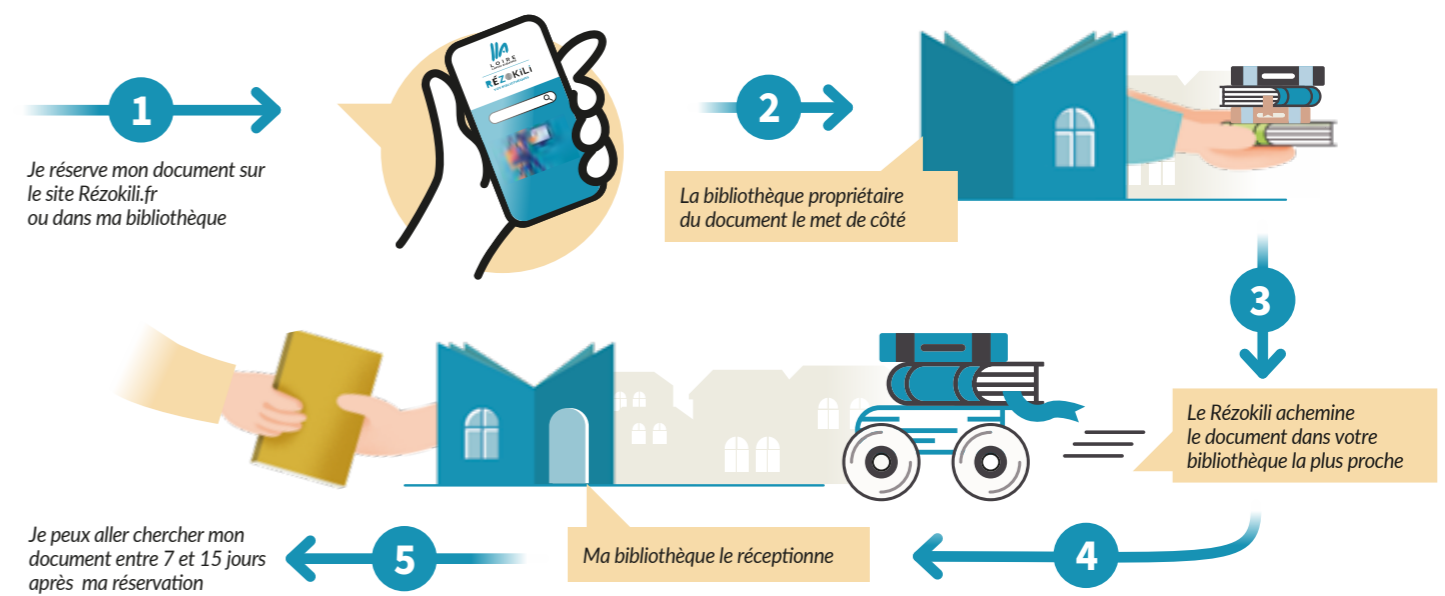 1
Je réserve mon document sur
le site Rézokili.fr
ou dans ma bibliothèque
LOIRE
RÉZOKILI
2
La bibliothèque propriétaire
du document le met de côté
3
Le Rézokili achemine
le document dans votre
bibliothèque la plus proche
4
Ma bibliothèque le réceptionne
5
Je peux aller chercher mon
document entre 7 et 15 jours
après ma réservation